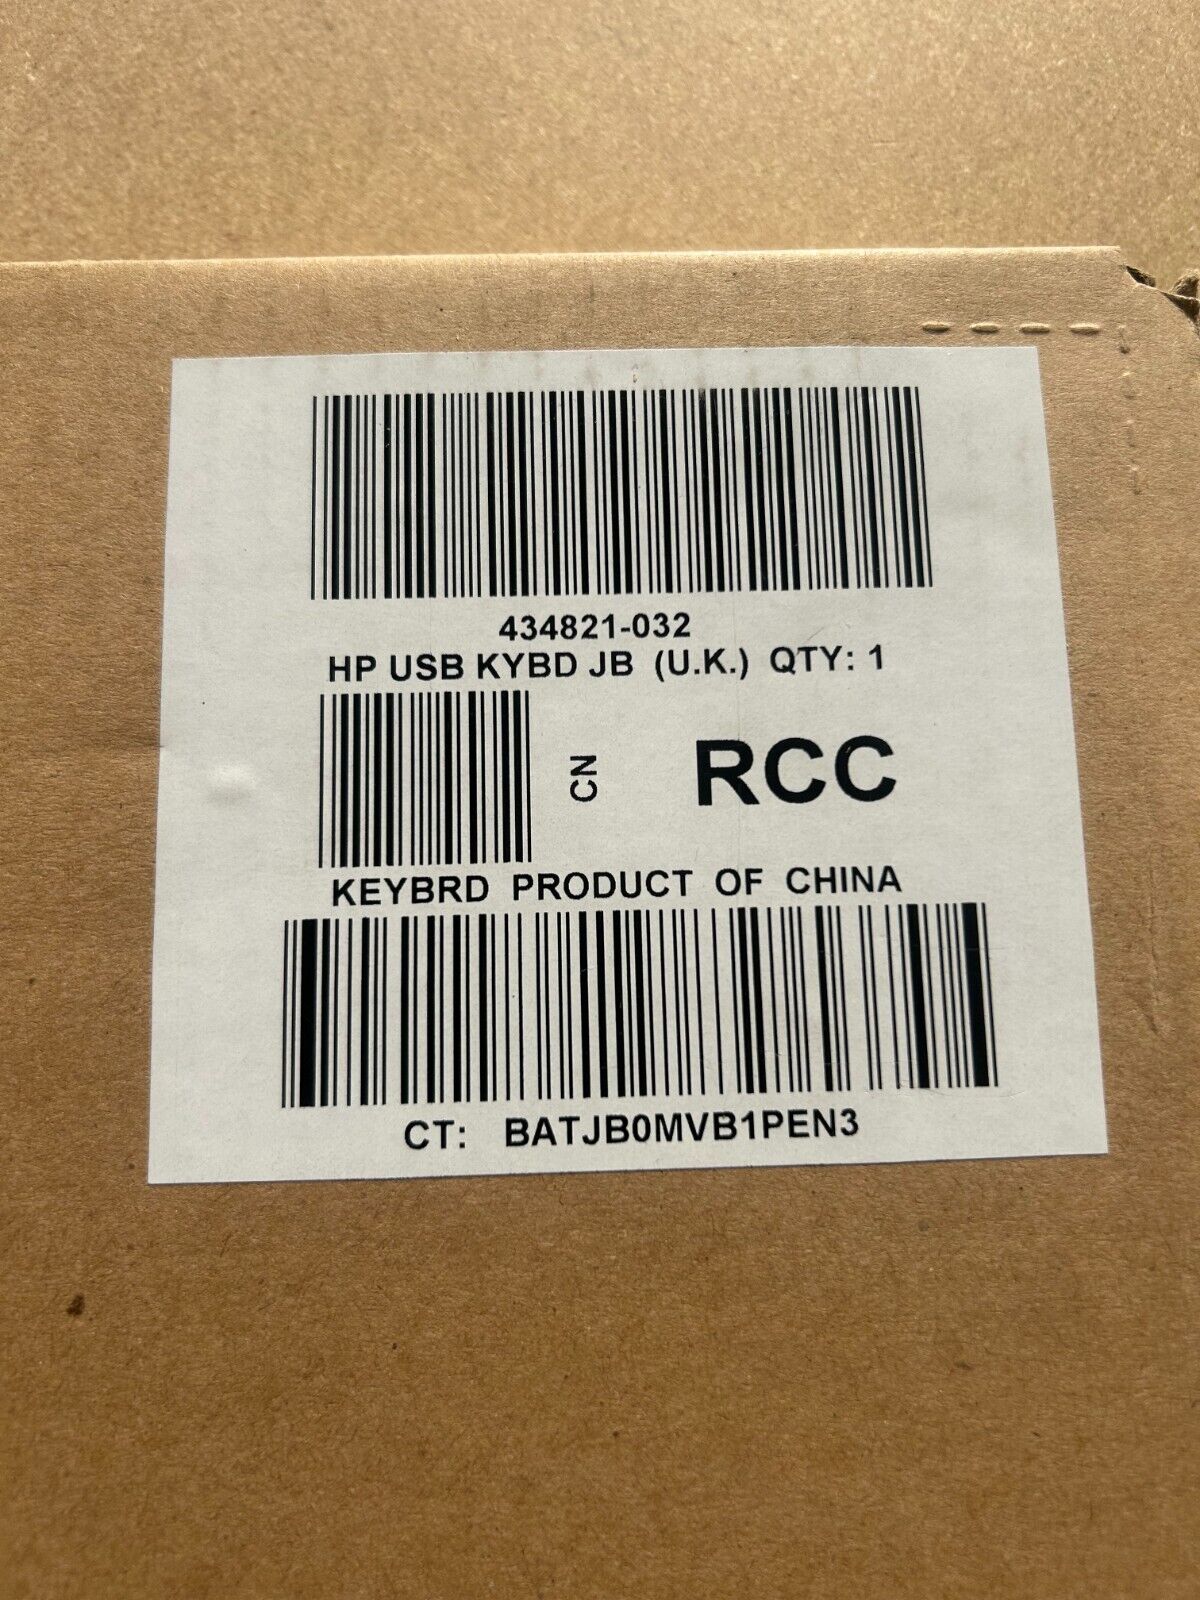 434821-032
HP USB KYBD JB (U.K.) QTY: 1
CN
RCC
KEYBRD PRODUCT OF CHINA
CT: BATJB0MVB1PEN3